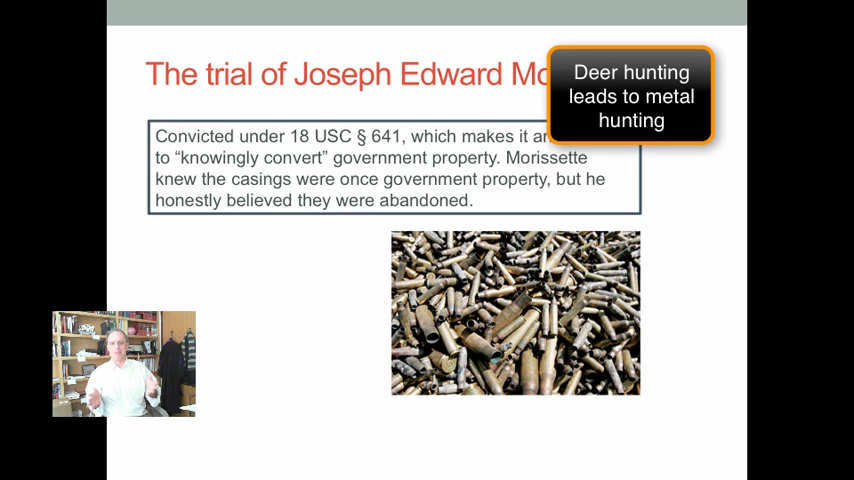 The trial of Joseph Edward Mo
Deer hunting
leads to metal
hunting
Convicted under 18 USC § 641, which makes it an
to “knowingly convert” government property. Morissette
knew the casings were once government property, but he
honestly believed they were abandoned.